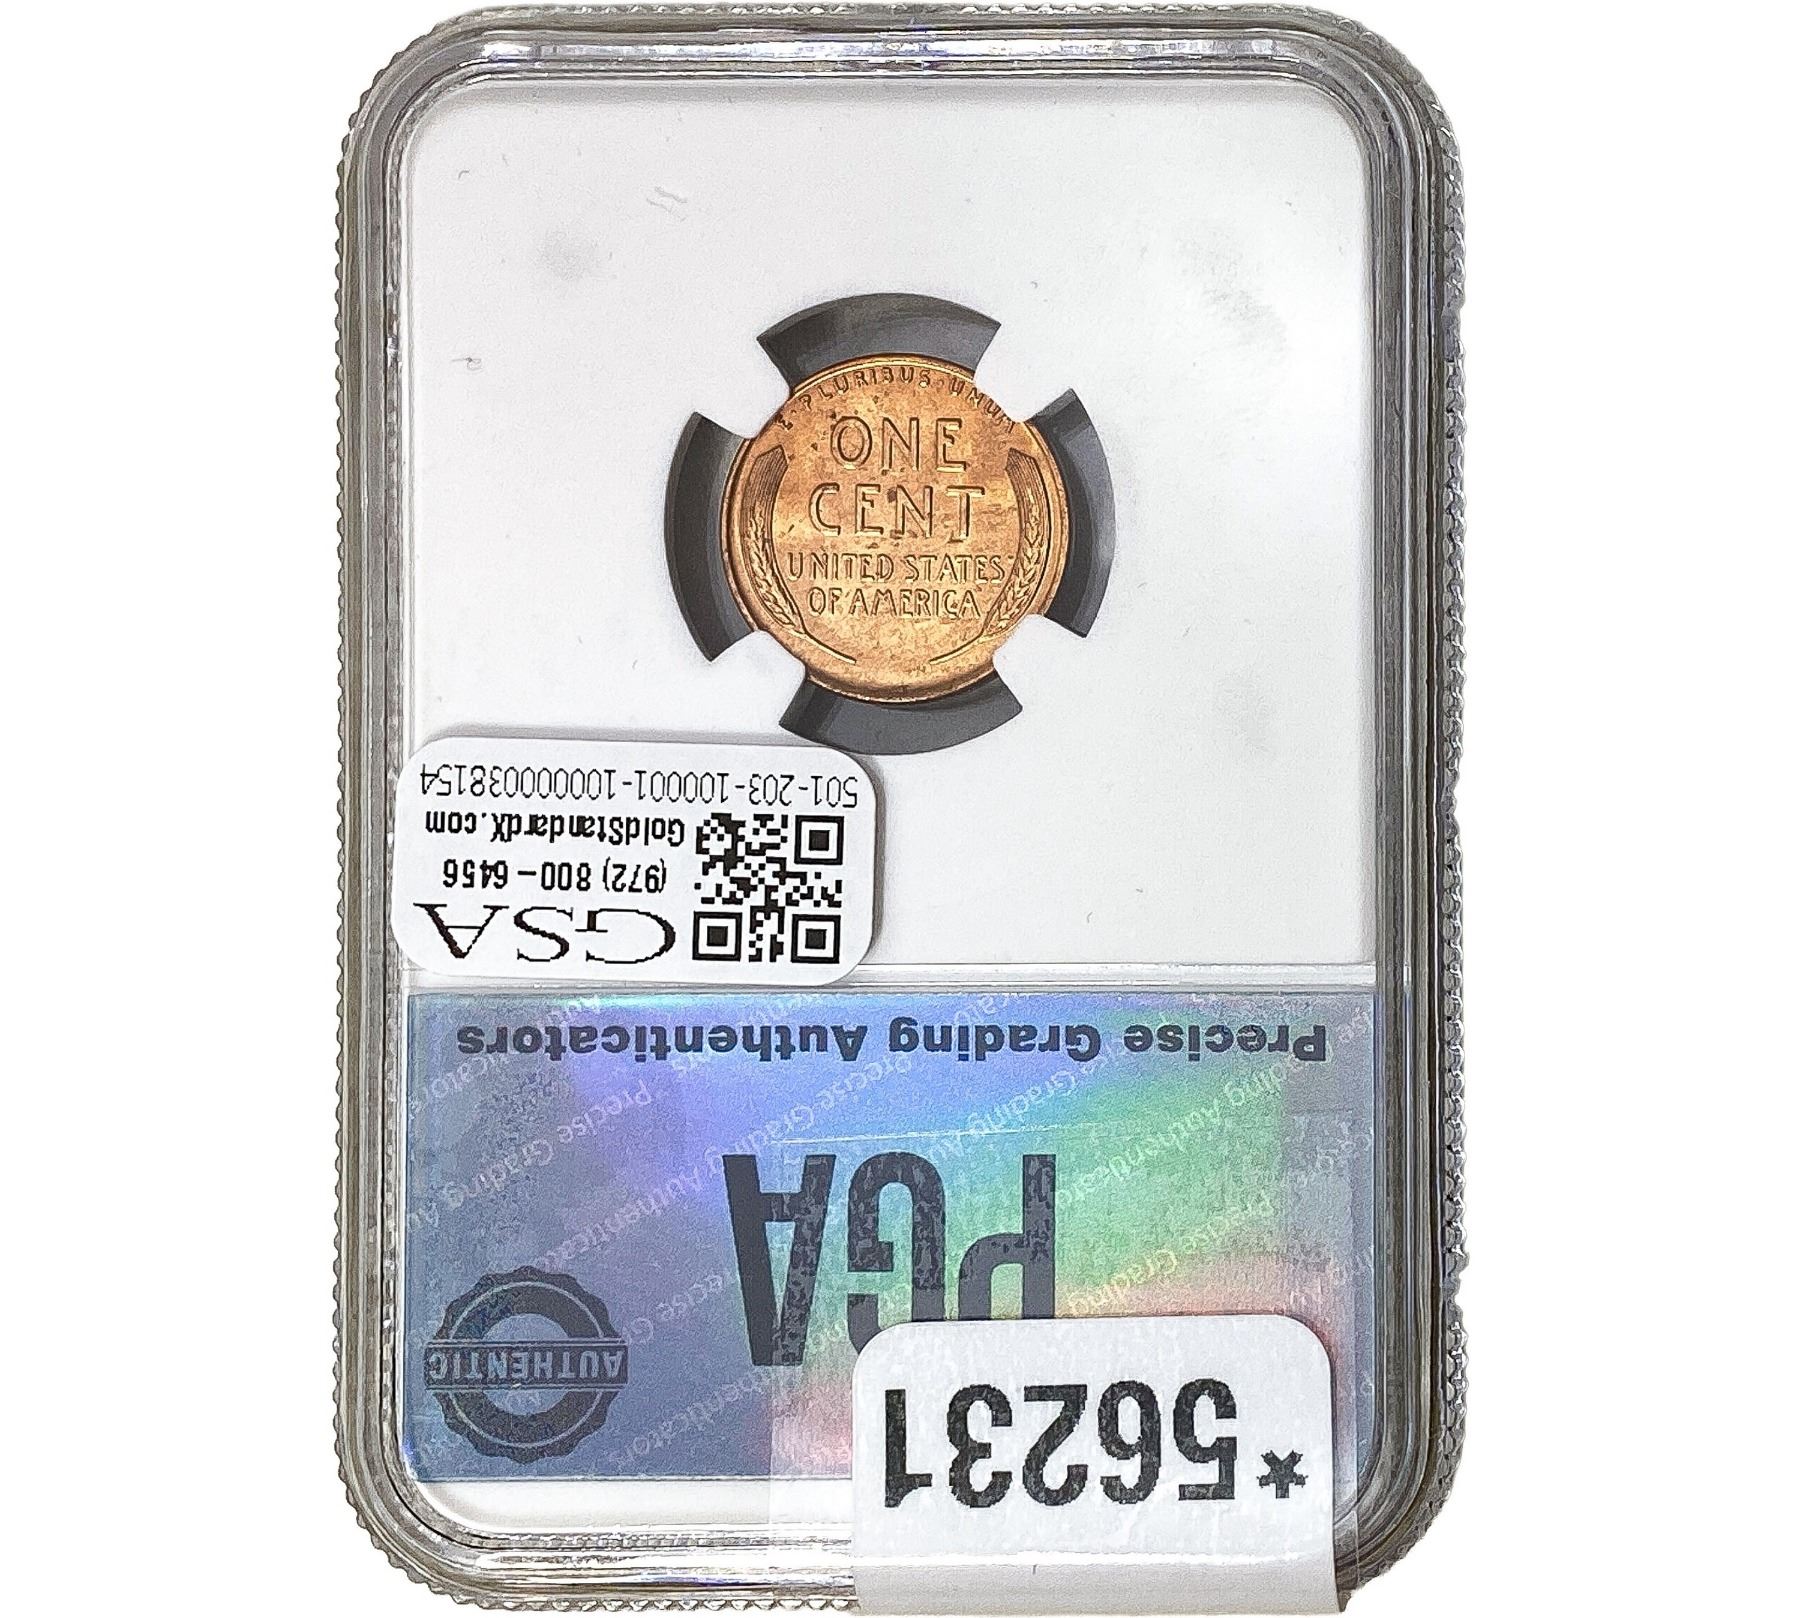 E·PLURIBUS·UNUM
ONE
CENT
UNITED STATES
OF AMERICA
*56231
AUTHENTIC
PGA
Precise Grading Authenticators
GSA
(972) 800-6456
GoldStandardX.com
501-203-100001-10000038154